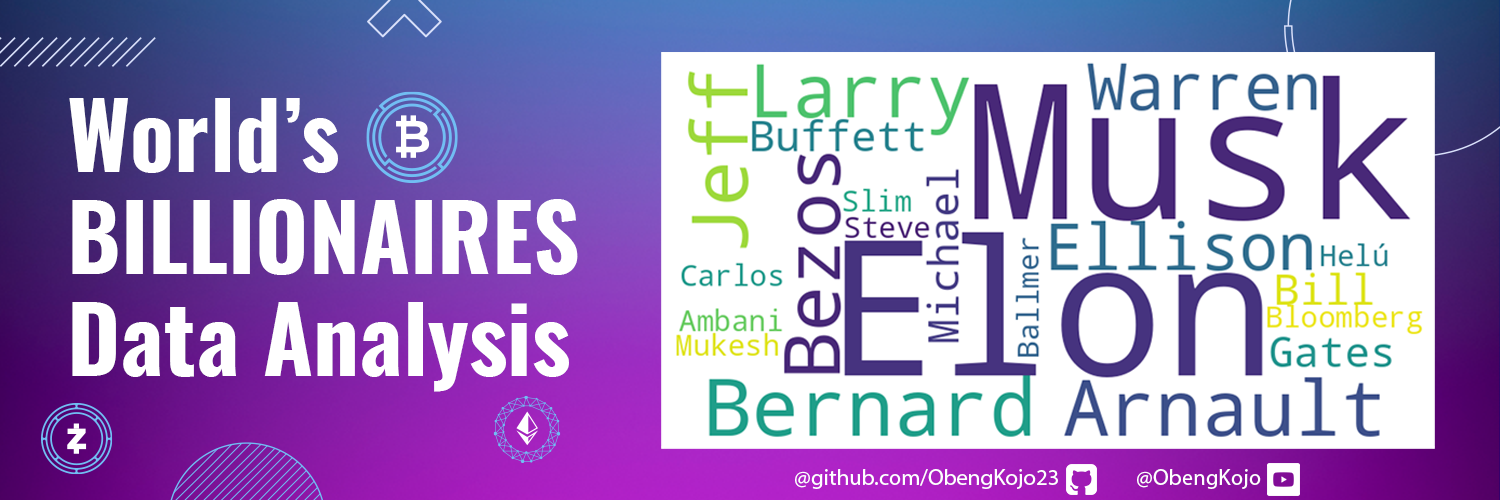 World's
BILLIONAIRES
Data Analysis
Jeff
Larry
Buffett
Warren
Musk
Bezos
Slim
Steve
Michael
Elon
Ballmer
Ellison
Helú
Carlos
Ambani
Mukesh
Bill
Bloomberg
Gates
Bernard
Arnault
@github.com/ObengKojo23
@ObengKojo